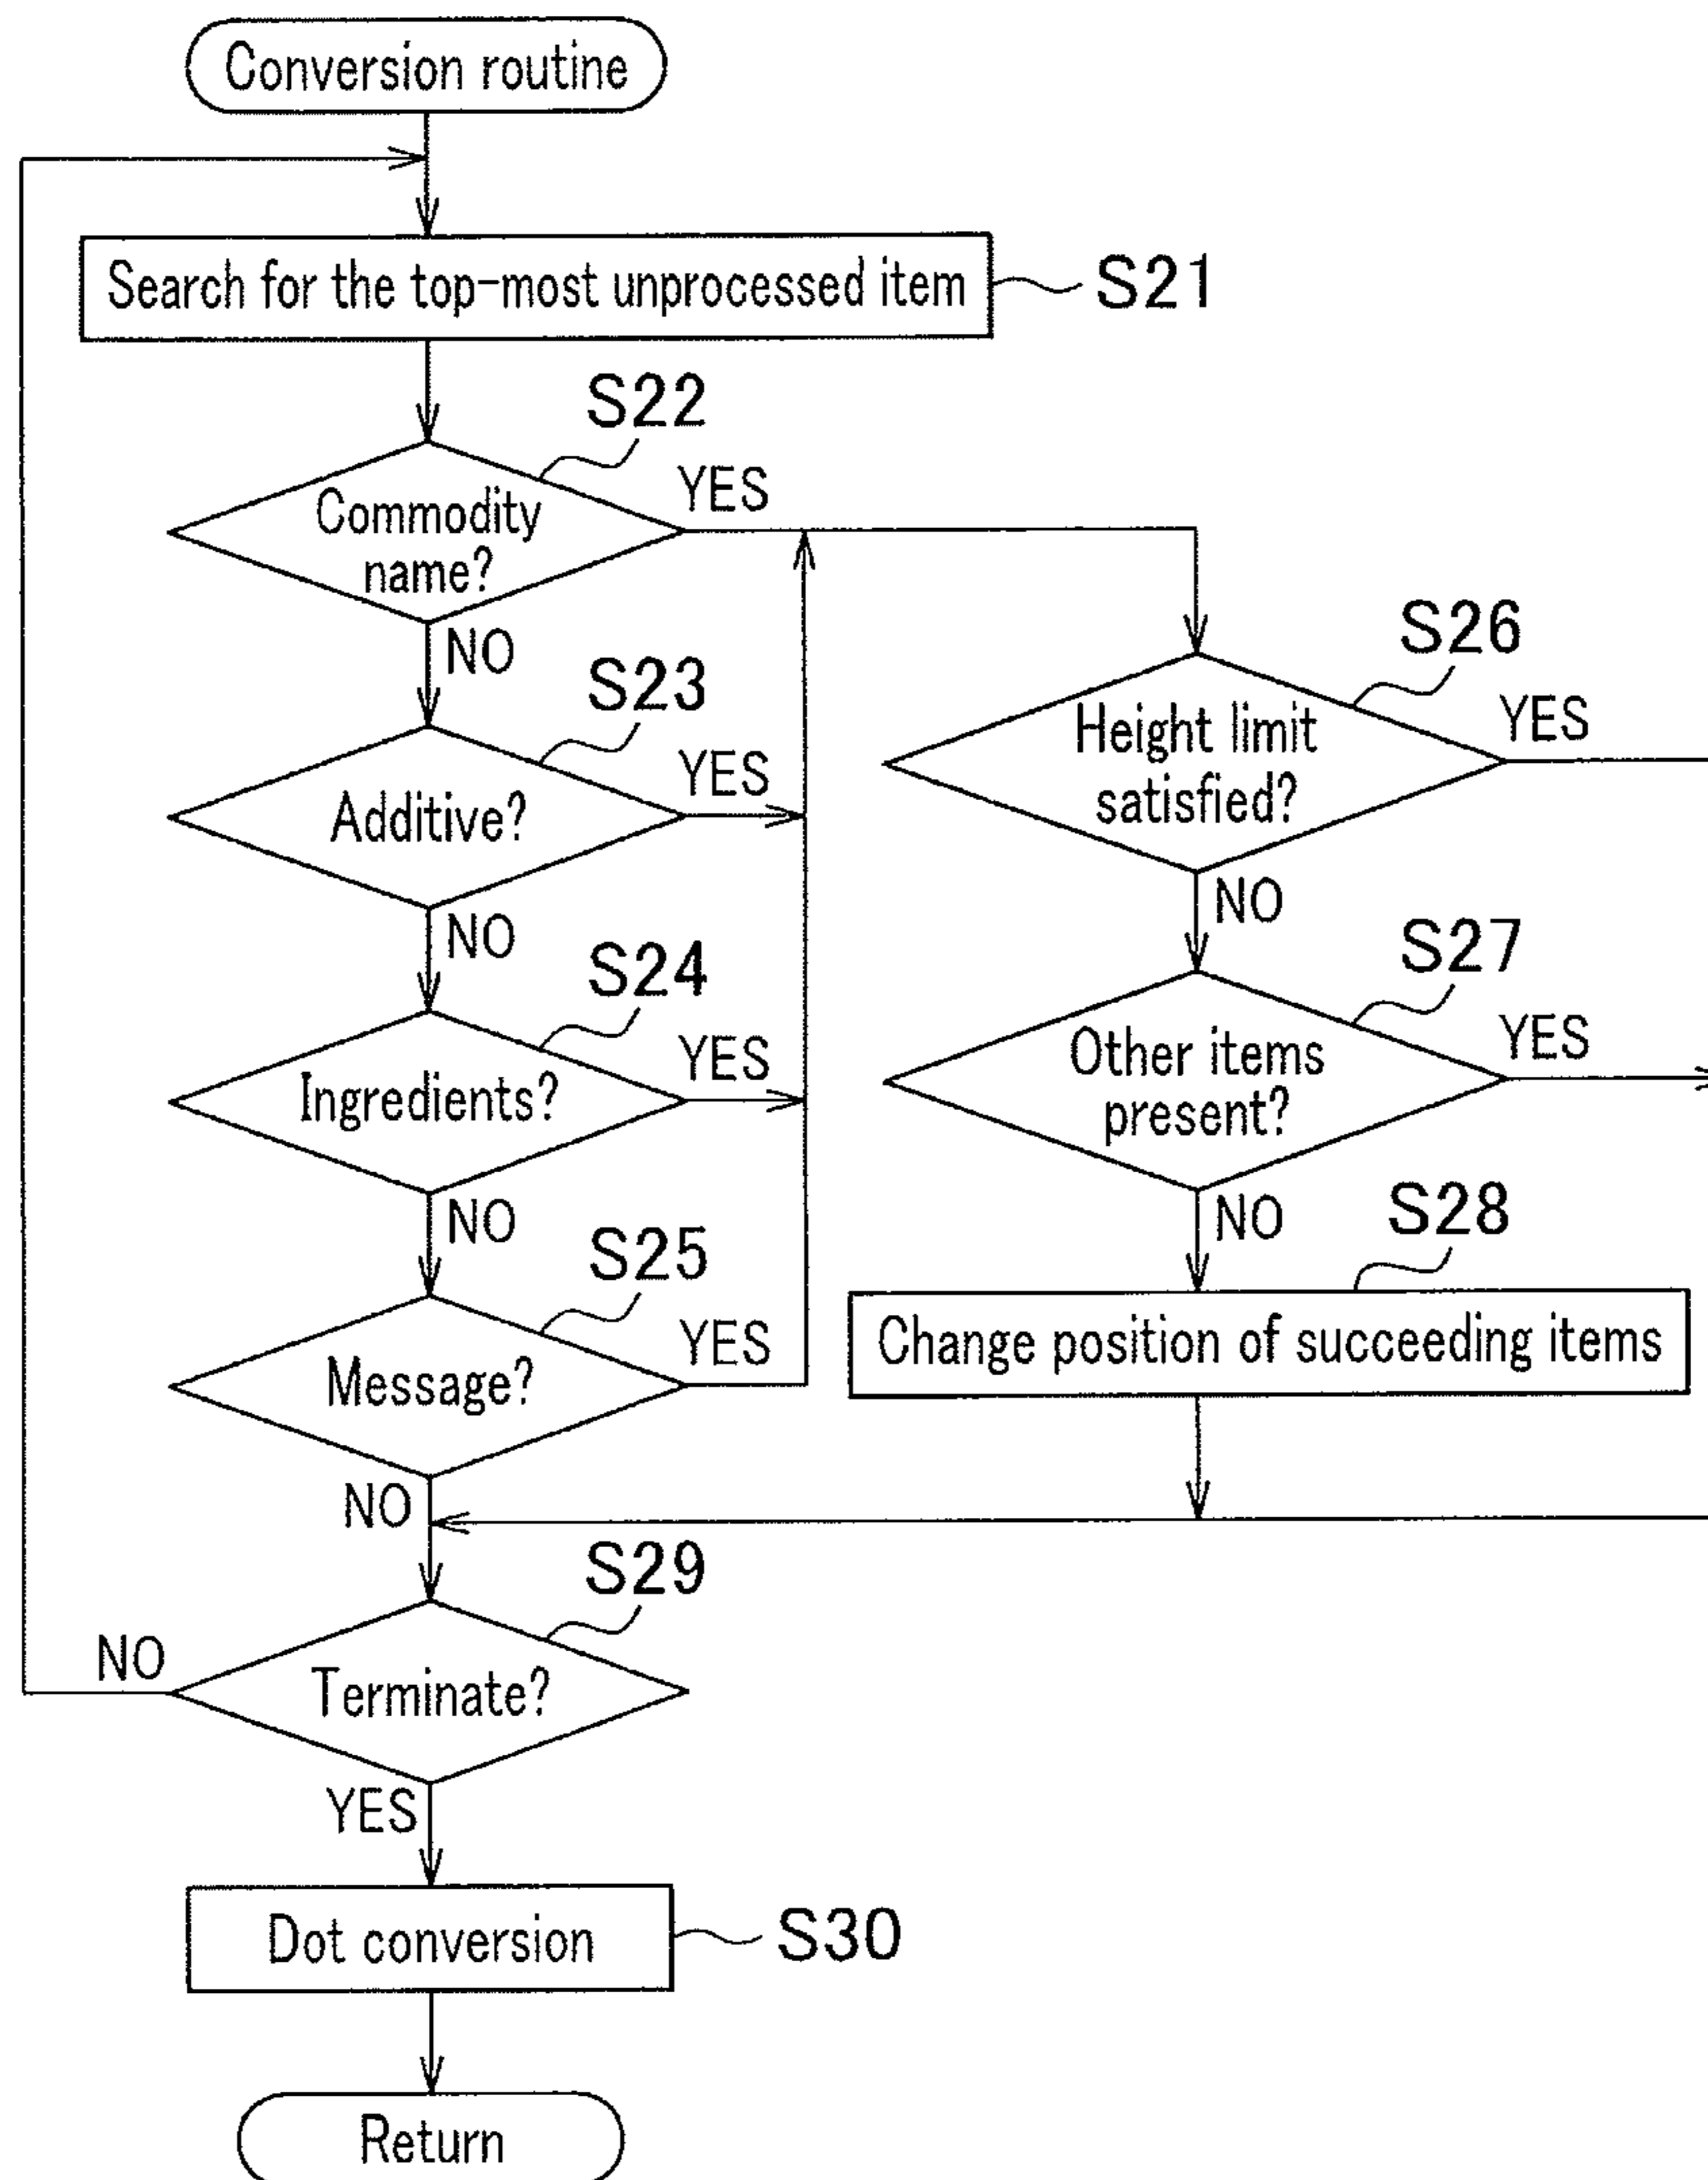 Conversion routine
Search for the top-most unprocessed item
S21
S22
Commodity
name?
YES
NO
S23
Additive?
YES
NO
S24
Ingredients?
YES
NO
S25
Message?
YES
NO
S26
Height limit
satisfied?
YES
NO
S27
Other items
present?
YES
NO
S28
Change position of succeeding items
S29
Terminate?
NO
YES
Dot conversion
S30
Return